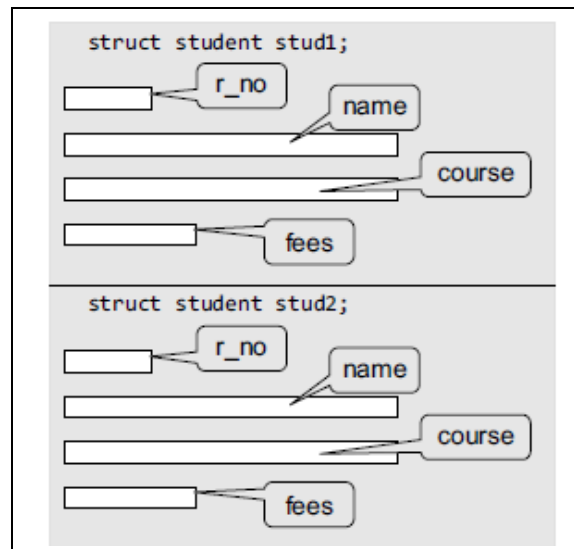 struct student stud1;
r_no
name
course
fees
struct student stud2;
r_no
name
course
fees